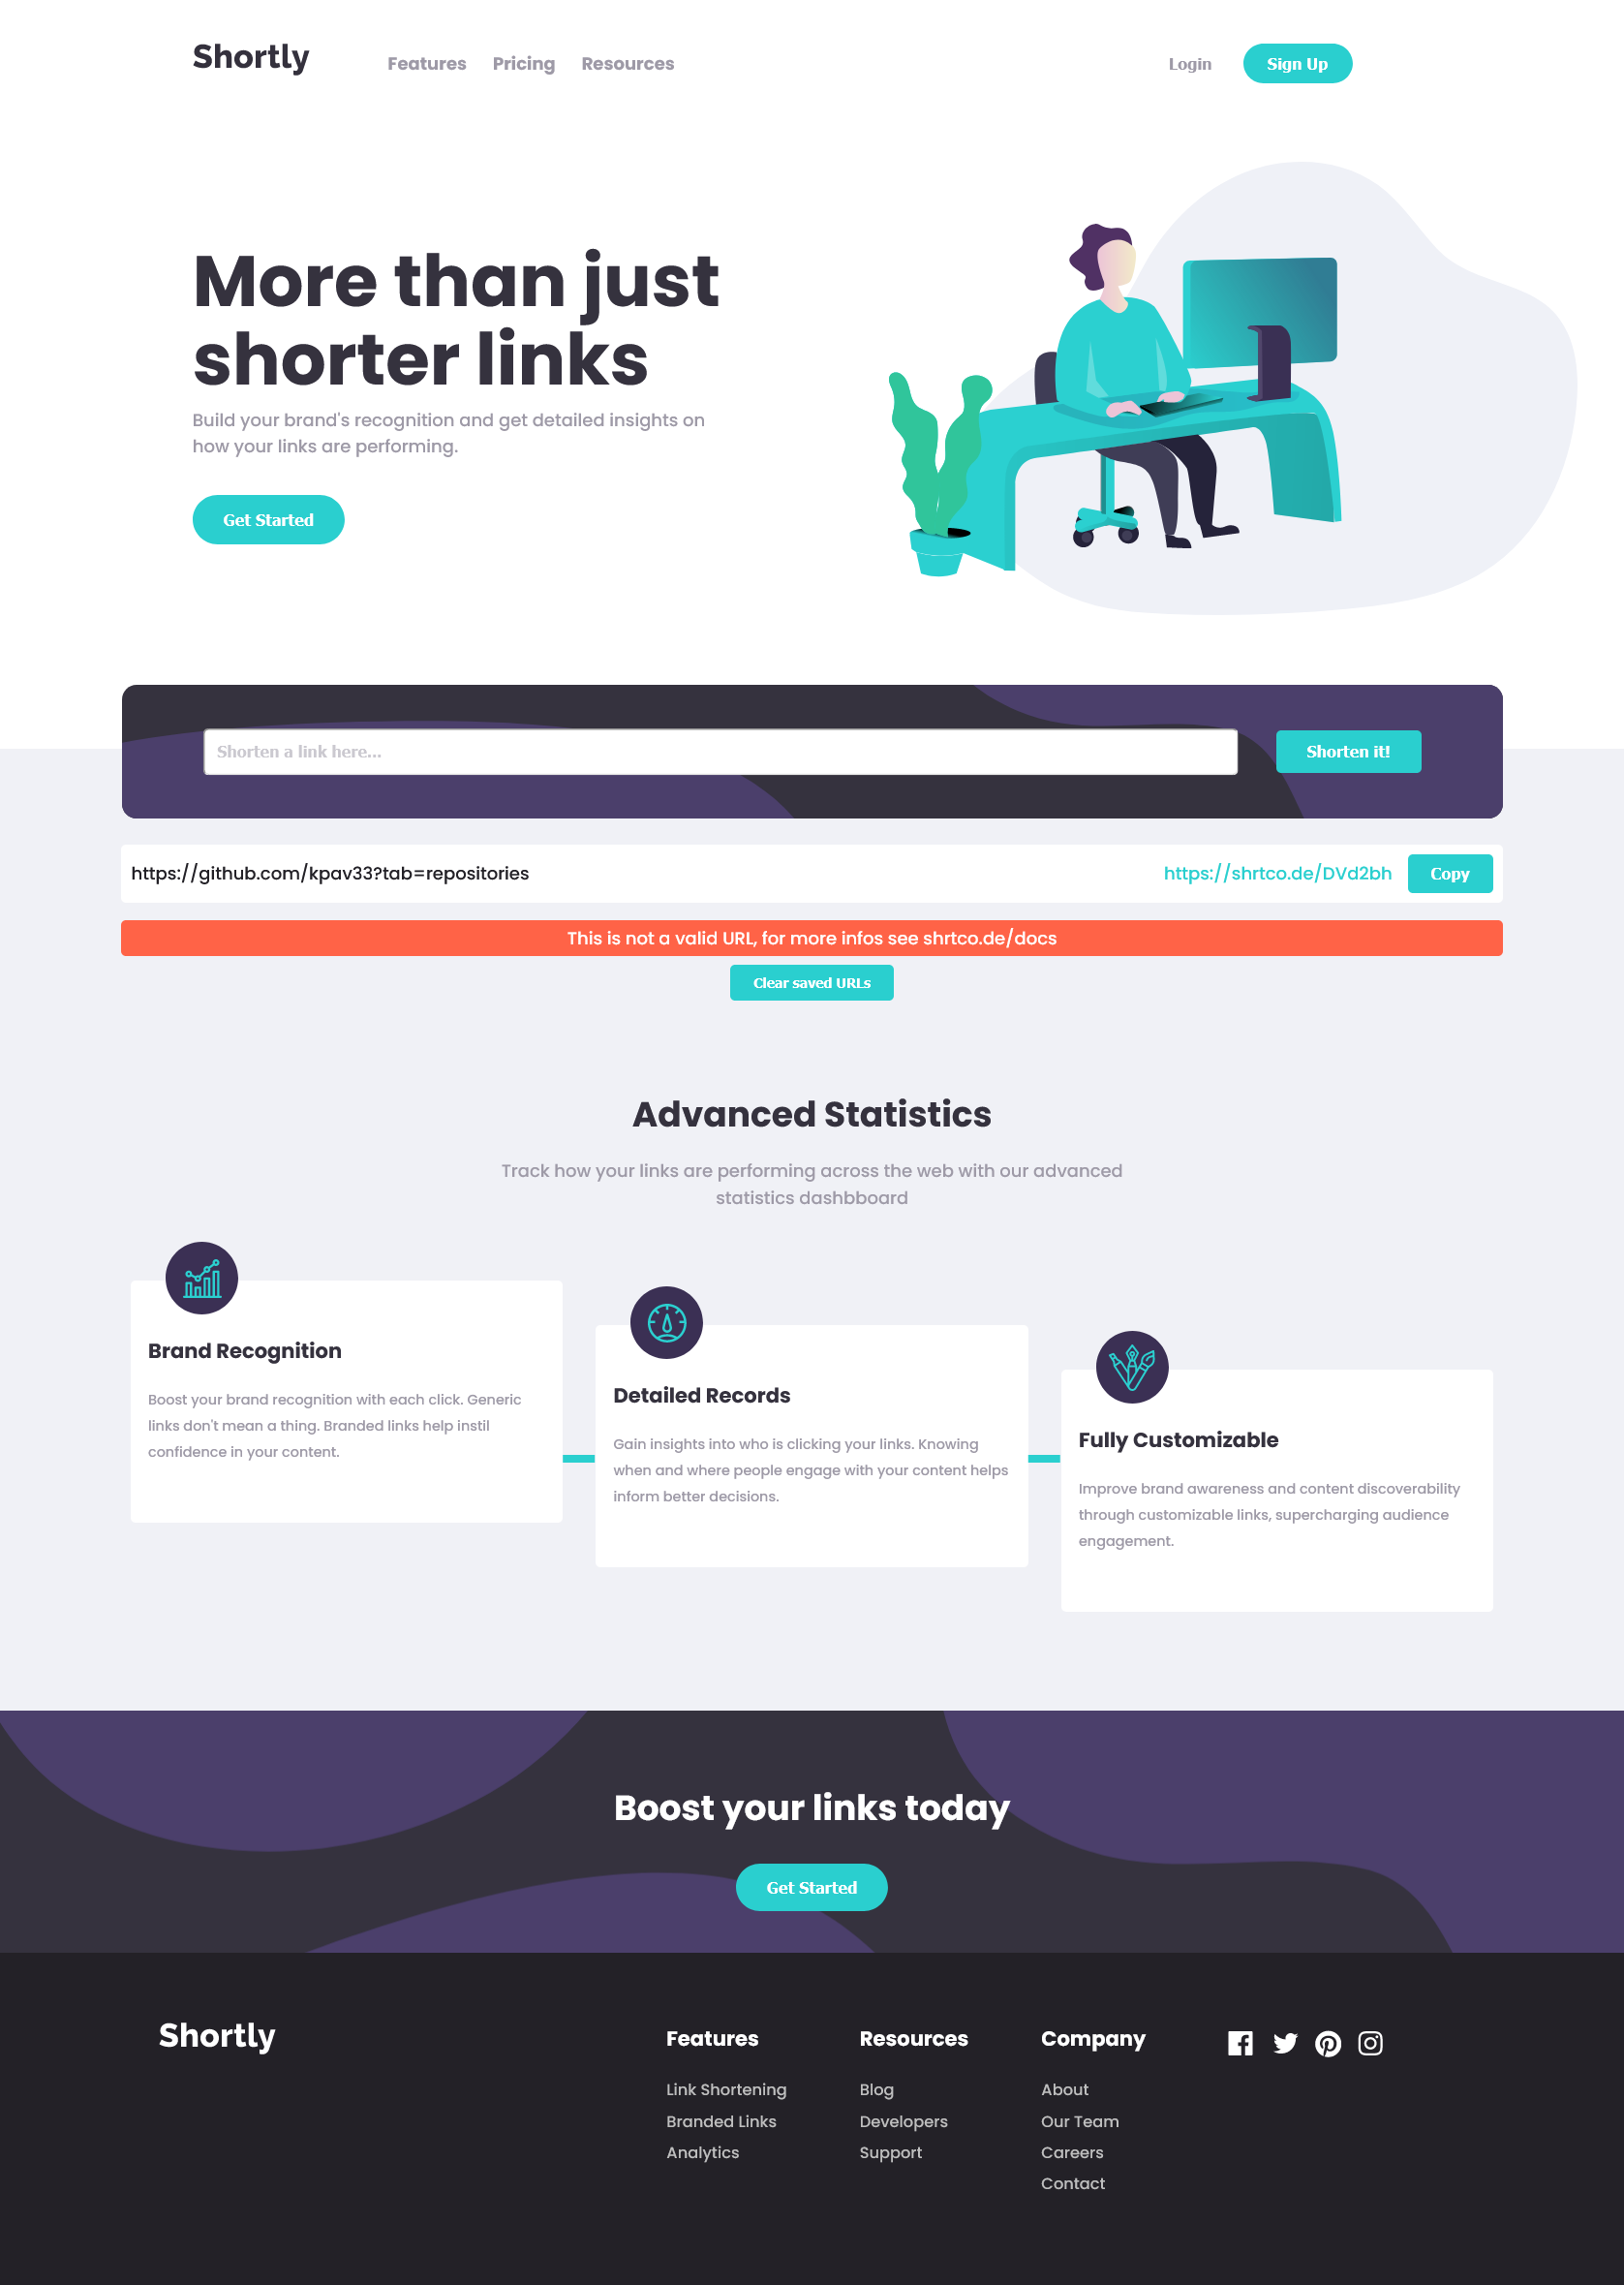 Shortly
Features Pricing Resources
Login Sign Up
More than just
shorter links
Build your brand's recognition and get detailed insights on
how your links are performing.
Get Started
Shorten a link here...
Shorten it!
https://github.com/kpav33?tab=repositories
https://shrtco.de/DVd2bh
Copy
This is not a valid URL, for more infos see shrtco.de/docs
Clear saved URLs
Advanced Statistics
Track how your links are performing across the web with our advanced
statistics dashbboard
Brand Recognition
Boost your brand recognition with each click. Generic
links don't mean a thing. Branded links help instil
confidence in your content.
Detailed Records
Gain insights into who is clicking your links. Knowing
when and where people engage with your content helps
inform better decisions.
Fully Customizable
Improve brand awareness and content discoverability
through customizable links, supercharging audience
engagement.
Boost your links today
Get Started
Shortly
Features
Link Shortening
Branded Links
Analytics
Resources
Blog
Developers
Support
Company
About
Our Team
Careers
Contact